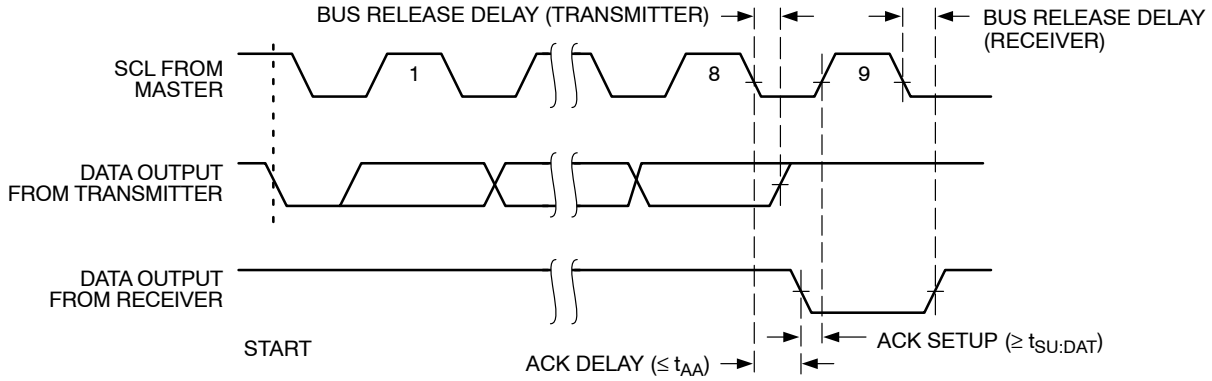 BUS RELEASE DELAY (TRANSMITTER)
BUS RELEASE DELAY
(RECEIVER)
SCL FROM
MASTER
1
8
9
DATA OUTPUT
FROM TRANSMITTER
DATA OUTPUT
FROM RECEIVER
START
ACK SETUP (≥ tSU:DAT)
ACK DELAY (≤ tAA)